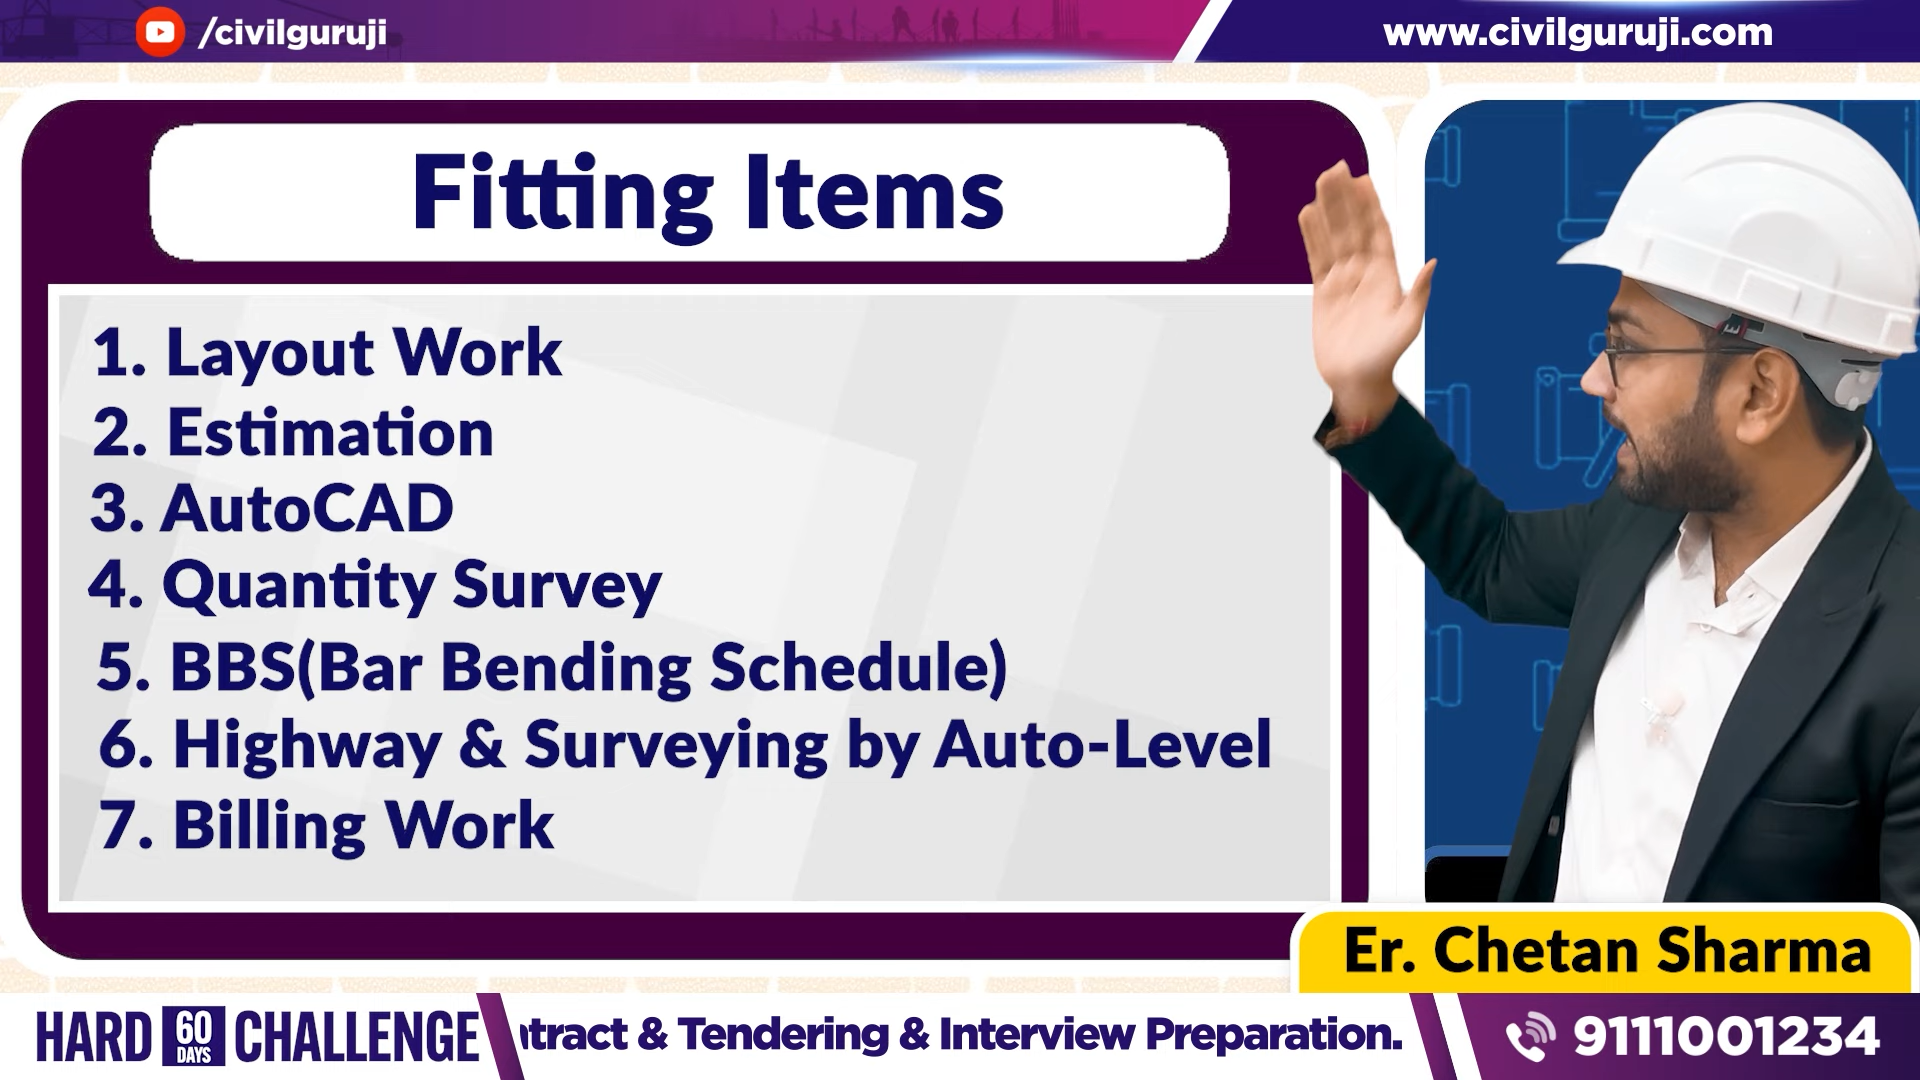 /civilguruji
www.civilguruji.com
Fitting Items
1. Layout Work
2. Estimation
3. AutoCAD
4. Quantity Survey
5. BBS(Bar Bending Schedule)
6. Highway & Surveying by Auto-Level
7. Billing Work
Er. Chetan Sharma
HARD 60 DAYS CHALLENGE
& Tendering & Interview Preparation.
9111001234